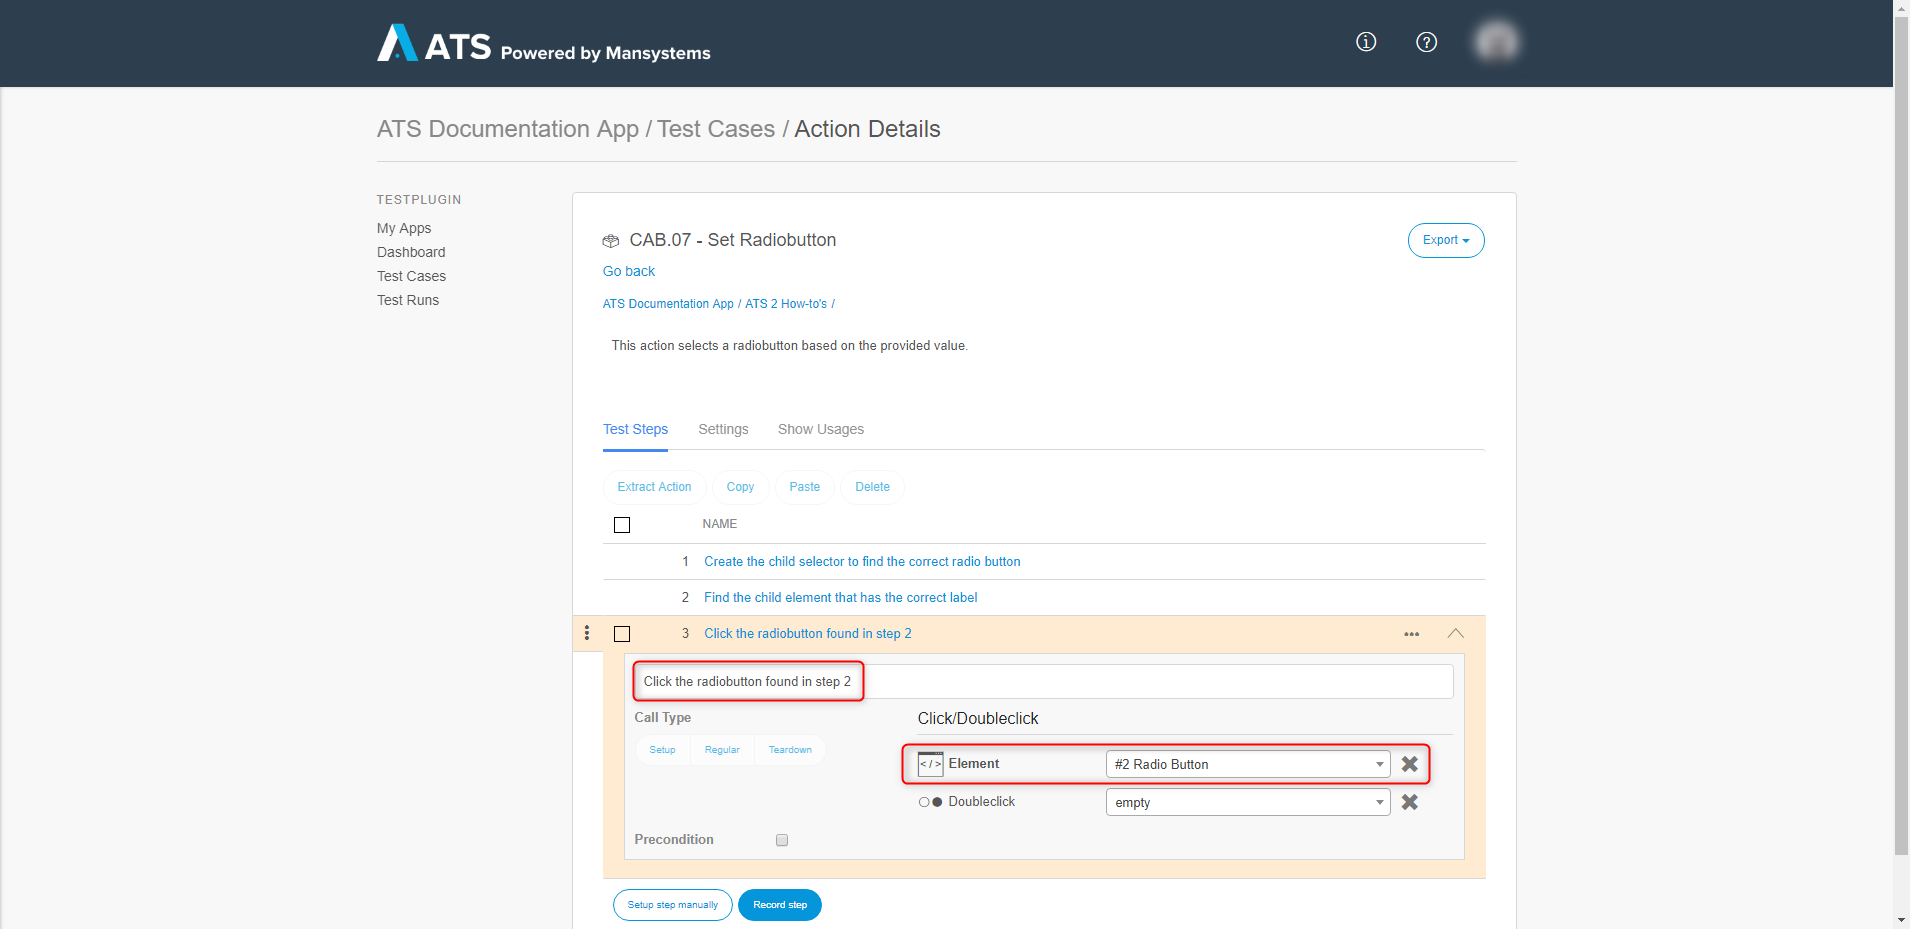 ATS Powered by Mansystems
ATS Documentation App / Test Cases / Action Details
TESTPLUGIN
My Apps
Dashboard
Test Cases
Test Runs
CAB.07 - Set Radiobutton
Export
Go back
ATS Documentation App / ATS 2 How-to's /
This action selects a radiobutton based on the provided value.
Test Steps Settings Show Usages
Extract Action Copy Paste Delete
NAME
1 Create the child selector to find the correct radio button
2 Find the child element that has the correct label
3 Click the radiobutton found in step 2
Click the radiobutton found in step 2
Call Type
Setup Regular Teardown
Click/Doubleclick
</> Element #2 Radio Button
Doubleclick empty
Precondition
Setup step manually Record step